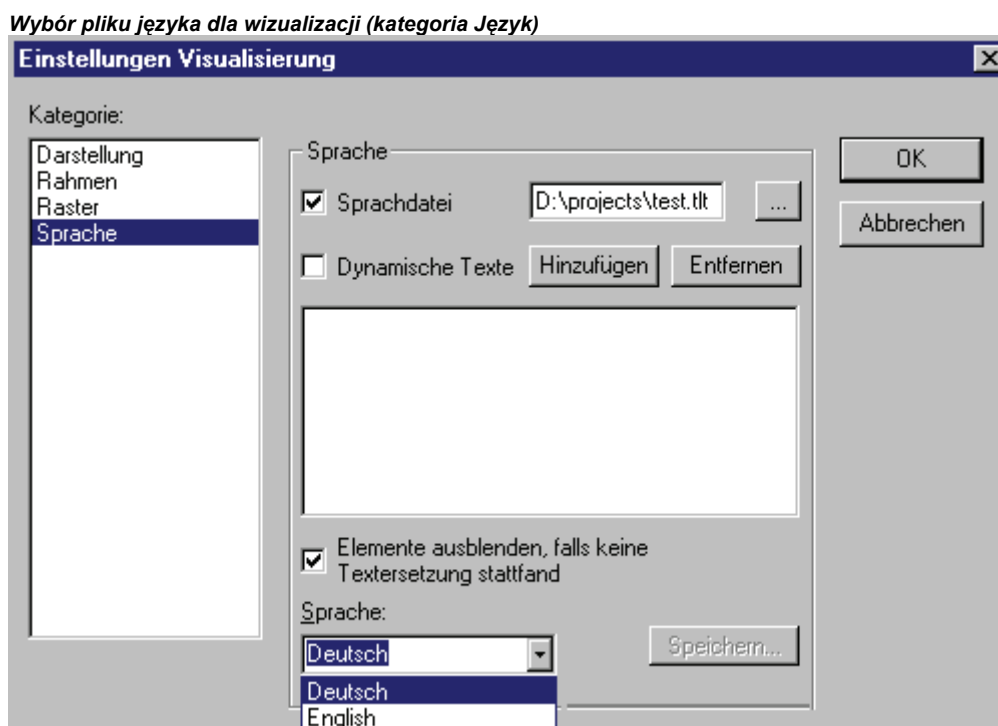 Wybór pliku języka dla wizualizacji (kategoria Język)
Einstellungen Visualisierung
Kategorie:
Darstellung
Rahmen
Raster
Sprache
Sprache
Sprachdatei
D:\projects\test.tlt
...
Dynamische Texte
Hinzufügen
Entfernen
Elemente ausblenden, falls keine
Textersetzung stattfand
Sprache:
Deutsch
Deutsch
English
Speichern...
OK
Abbrechen